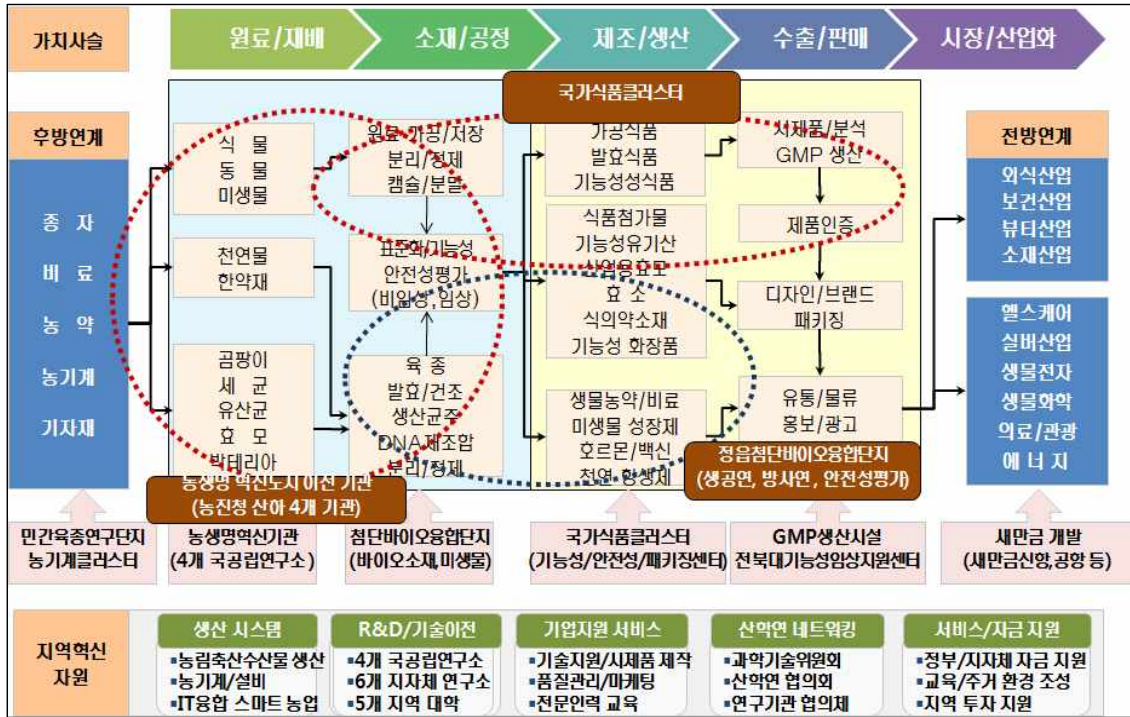 가치사슬
원료/재배
소재/공정
제조/생산
수출/판매
시장/산업화
국가식품클러스터
후방연계
종 자
비 료
농 약
농기계
기자재
식 물
동 물
미생물
천연물
한약재
곰팡이
세 균
유산균
효 모
박테리아
농생명 혁신도시 이전 기관
(농진청 산하 4개 기관)
원료 가공/저장
분리/정제
캡슐/분말
표준화/기능성
안전성평가
(비임상,임상)
육 종
발효/건조
생산균주
DNA재조합
분리/정제
가공식품
발효식품
기능성성식품
식품첨가물
기능성유기산
산업용효모
효 소
식의약소재
기능성 화장품
생물농약/비료
미생물 성장제
호르몬/백신
천연 항생제
시제품/분석
GMP 생산
제품인증
디자인/브랜드
패키징
유통/물류
홍보/광고
정읍첨단바이오융합단지
(생공연, 방사연 , 안전성평가)
전방연계
외식산업
보건산업
뷰티산업
소재산업
헬스케어
실버산업
생물전자
생물화학
의료/관광
에 너 지
민간육종연구단지
농기계클러스터
농생명혁신기관
(4개 국공립연구소)
첨단바이오융합단지
(바이오소재,미생물)
국가식품클러스터
(기능성/안전성/패키징센터)
GMP생산시설
전북대기능성임상지원센터
새만금 개발
(새만금신항,공항 등)
지역혁신
자원
생산 시스템
▪농림축산수산물 생산
▪농기계/설비
▪IT융합 스마트 농업
R&D/기술이전
▪4개 국공립연구소
▪6개 지자체 연구소
▪5개 지역 대학
기업지원 서비스
▪기술지원/시제품 제작
▪품질관리/마케팅
▪전문인력 교육
산학연 네트워킹
▪과학기술위원회
▪산학연 협의회
▪연구기관 협의체
서비스/자금 지원
▪정부/지자체 자금 지원
▪교육/주거 환경 조성
▪지역 투자 지원